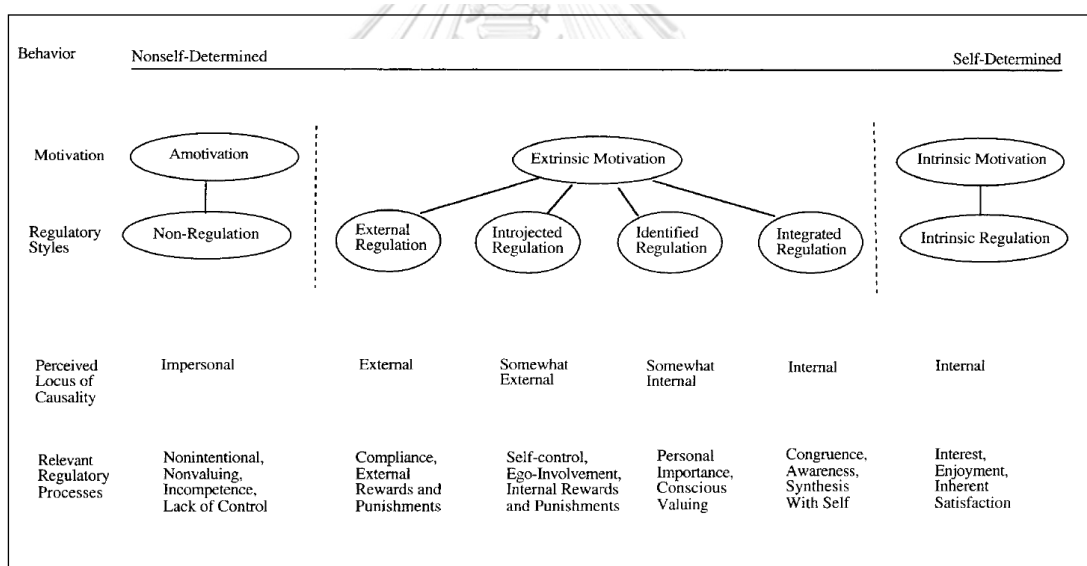 Behavior
Nonself-Determined
Self-Determined
Motivation
Amotivation
Extrinsic Motivation
Intrinsic Motivation
Regulatory
Styles
Non-Regulation
External
Regulation
Introjected
Regulation
Identified
Regulation
Integrated
Regulation
Intrinsic Regulation
Perceived
Locus of
Causality
Impersonal
External
Somewhat
External
Somewhat
Internal
Internal
Internal
Relevant
Regulatory
Processes
Nonintentional,
Nonvaluing,
Incompetence,
Lack of Control
Compliance,
External
Rewards and
Punishments
Self-control,
Ego-Involvement,
Internal Rewards
and Punishments
Personal
Importance,
Conscious
Valuing
Congruence,
Awareness,
Synthesis
With Self
Interest,
Enjoyment,
Inherent
Satisfaction